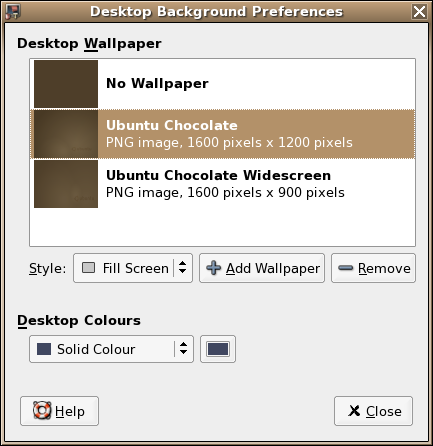 Desktop Background Preferences
Desktop Wallpaper
No Wallpaper
Ubuntu Chocolate
PNG image, 1600 pixels x 1200 pixels
Ubuntu Chocolate Widescreen
PNG image, 1600 pixels x 900 pixels
Style: Fill Screen Add Wallpaper Remove
Desktop Colours
Solid Colour
Help Close